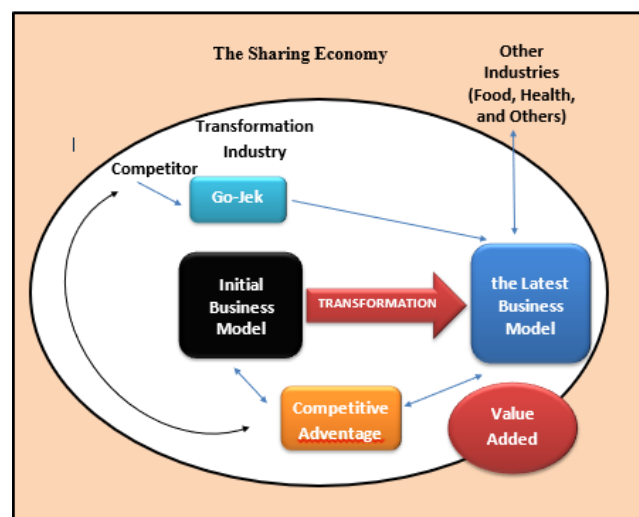 The Sharing Economy
Other
Industries
(Food, Health,
and Others)
Transformation
Industry
Competitor
Go-Jek
Initial
Business
Model
TRANSFORMATION
the Latest
Business
Model
Competitive
Adventage
Value
Added